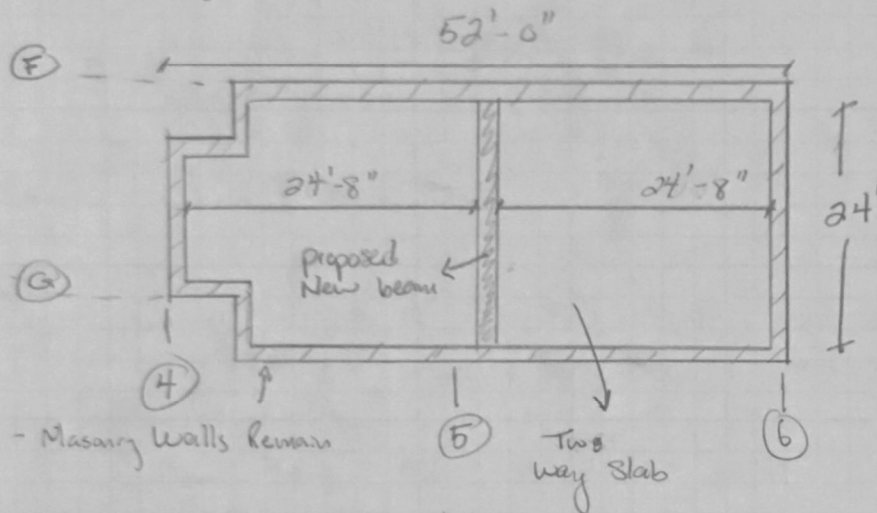 52'-0"
F
24'-8"
24'-8"
24'
proposed
New beam
G
4
5
6
- Masonry Walls Remain
Two
way Slab